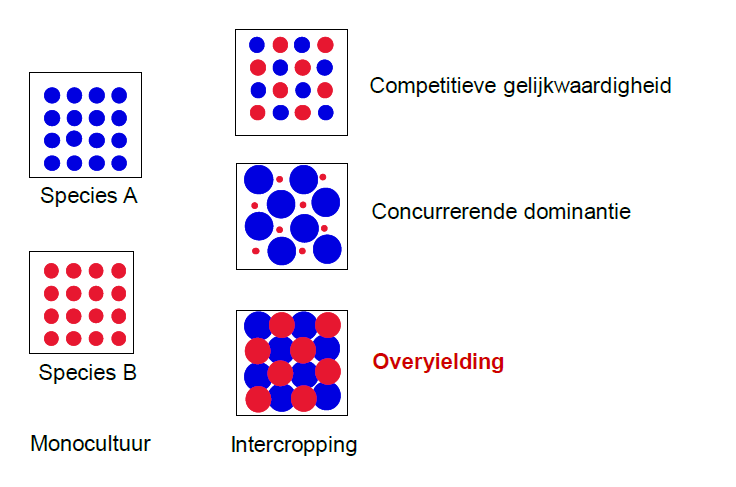 Competitieve gelijkwaardigheid
Species A
Concurrerende dominantie
Species B
Overyielding
Monocultuur
Intercropping